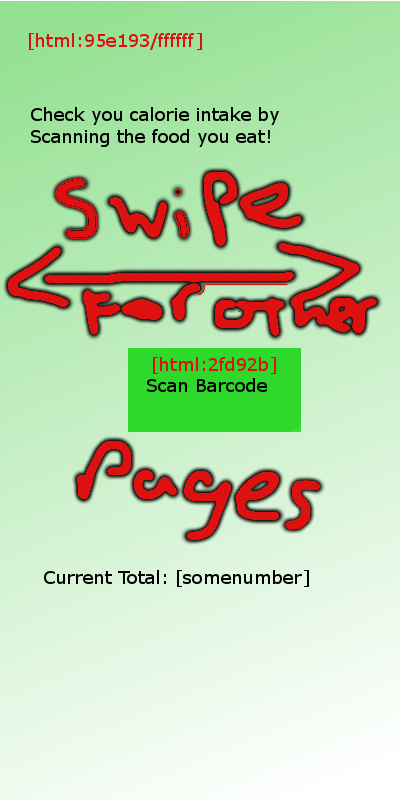 [html:95e193/ffffff]
Check you calorie intake by
Scanning the food you eat!
Swipe
For other
[html:2fd92b]
Scan Barcode
Pages
Current Total: [somenumber]